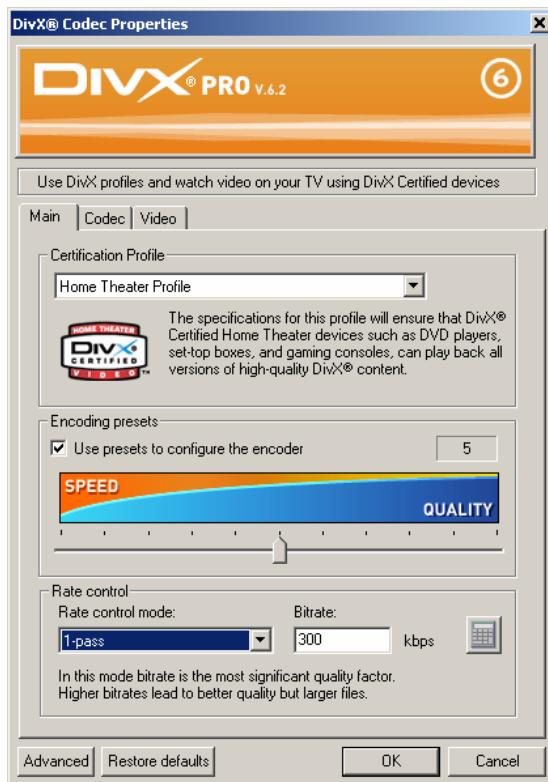 DivX® Codec Properties
DIVX® PRO V.6.2
6
Use DivX profiles and watch video on your TV using DivX Certified devices
Main Codec Video
Certification Profile
Home Theater Profile
HOME THEATER
DIVX
CERTIFIED
VIDEO™
The specifications for this profile will ensure that DivX®
Certified Home Theater devices such as DVD players,
set-top boxes, and gaming consoles, can play back all
versions of high-quality DivX® content.
Encoding presets
Use presets to configure the encoder 5
SPEED
QUALITY
Rate control
Rate control mode: Bitrate:
1-pass 300 kbps
In this mode bitrate is the most significant quality factor.
Higher bitrates lead to better quality but larger files.
Advanced Restore defaults OK Cancel